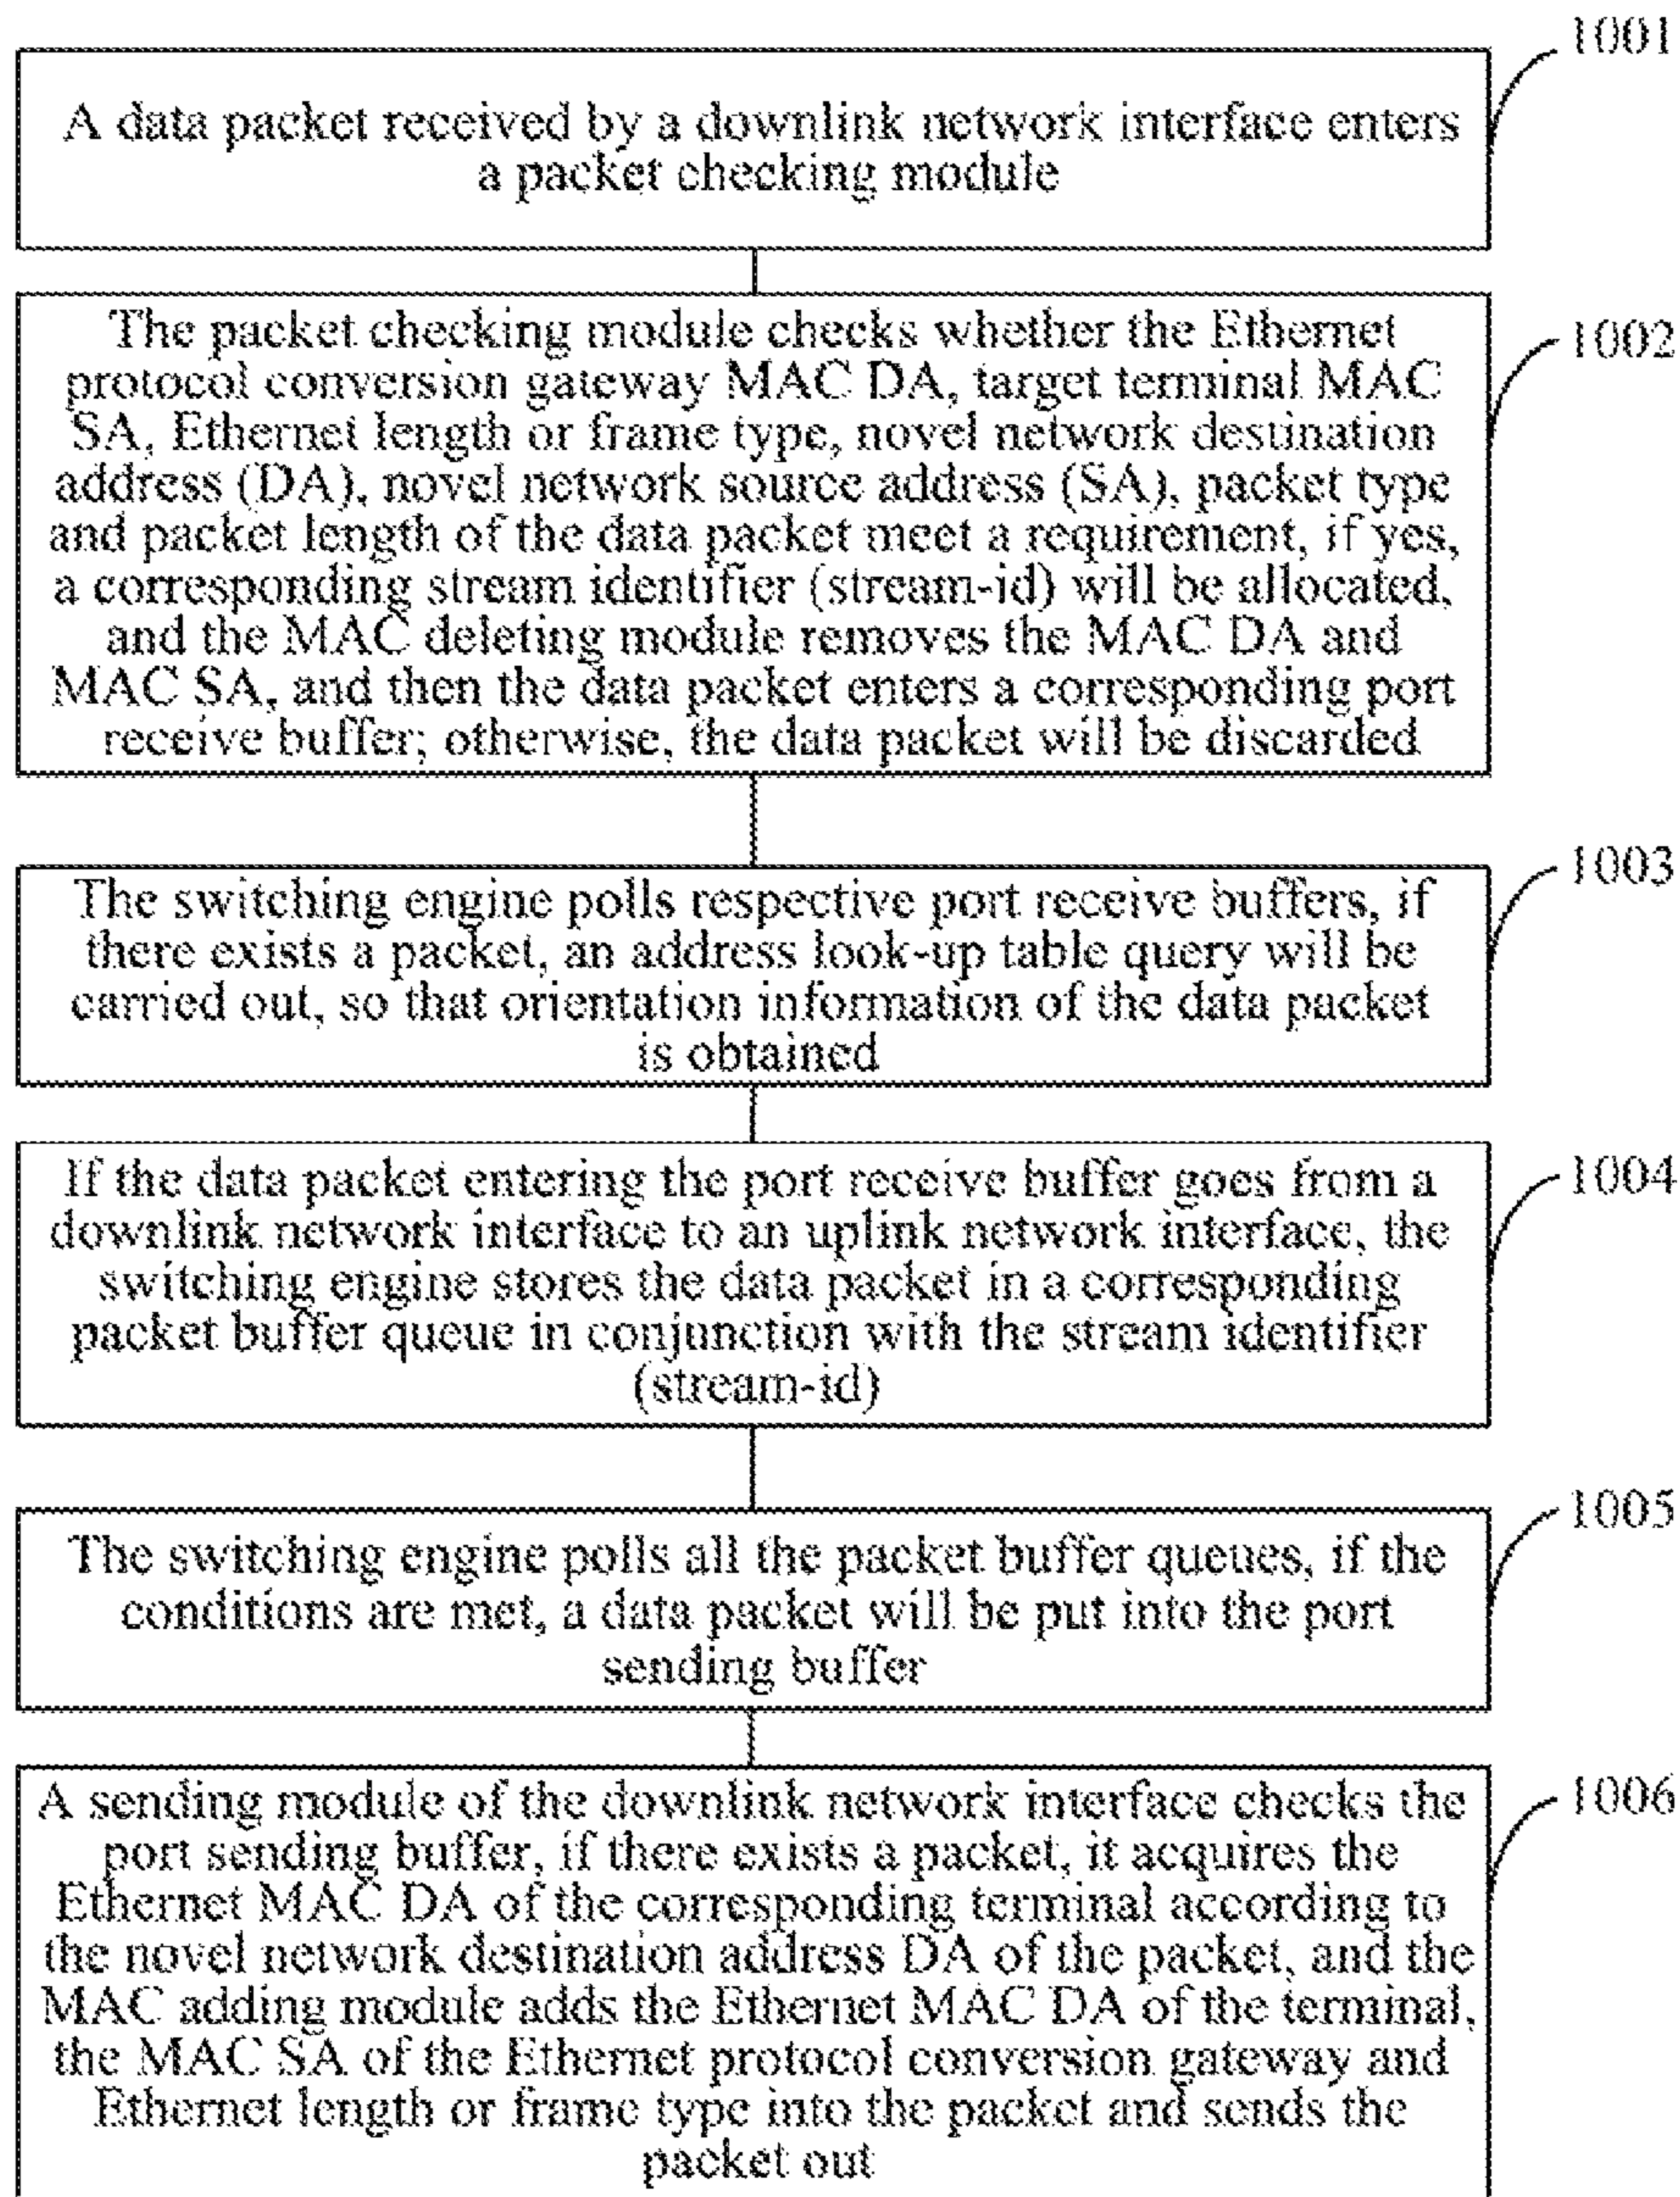 1001
A data packet received by a downlink network interface enters
a packet checking module
1002
The packet checking module checks whether the Ethernet
protocol conversion gateway MAC DA, target terminal MAC
SA, Ethernet length or frame type, novel network destination
address (DA), novel network source address (SA), packet type
and packet length of the data packet meet a requirement, if yes,
a corresponding stream identifier (stream-id) will be allocated,
and the MAC deleting module removes the MAC DA and
MAC SA, and then the data packet enters a corresponding port
receive buffer; otherwise, the data packet will be discarded
1003
The switching engine polls respective port receive buffers, if
there exists a packet, an address look-up table query will be
carried out, so that orientation information of the data packet
is obtained
1004
If the data packet entering the port receive buffer goes from a
downlink network interface to an uplink network interface, the
switching engine stores the data packet in a corresponding
packet buffer queue in conjunction with the stream identifier
(stream-id)
1005
The switching engine polls all the packet buffer queues, if the
conditions are met, a data packet will be put into the port
sending buffer
1006
A sending module of the downlink network interface checks the
port sending buffer, if there exists a packet, it acquires the
Ethernet MAC DA of the corresponding terminal according to
the novel network destination address DA of the packet, and the
MAC adding module adds the Ethernet MAC DA of the terminal,
the MAC SA of the Ethernet protocol conversion gateway and
Ethernet length or frame type into the packet and sends the
packet out